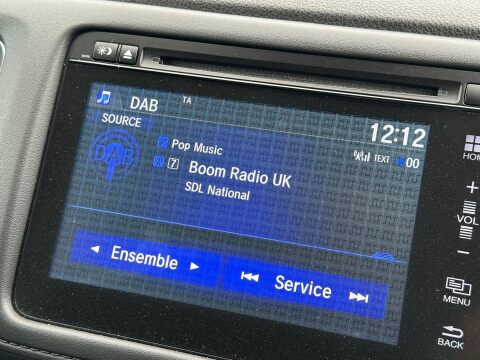 DAB
TA
12:12
SOURCE
TEXT 00
HOME
DAB
Pop Music
7 Boom Radio UK
SDL National
+
VOL
−
Ensemble
Service
MENU
BACK